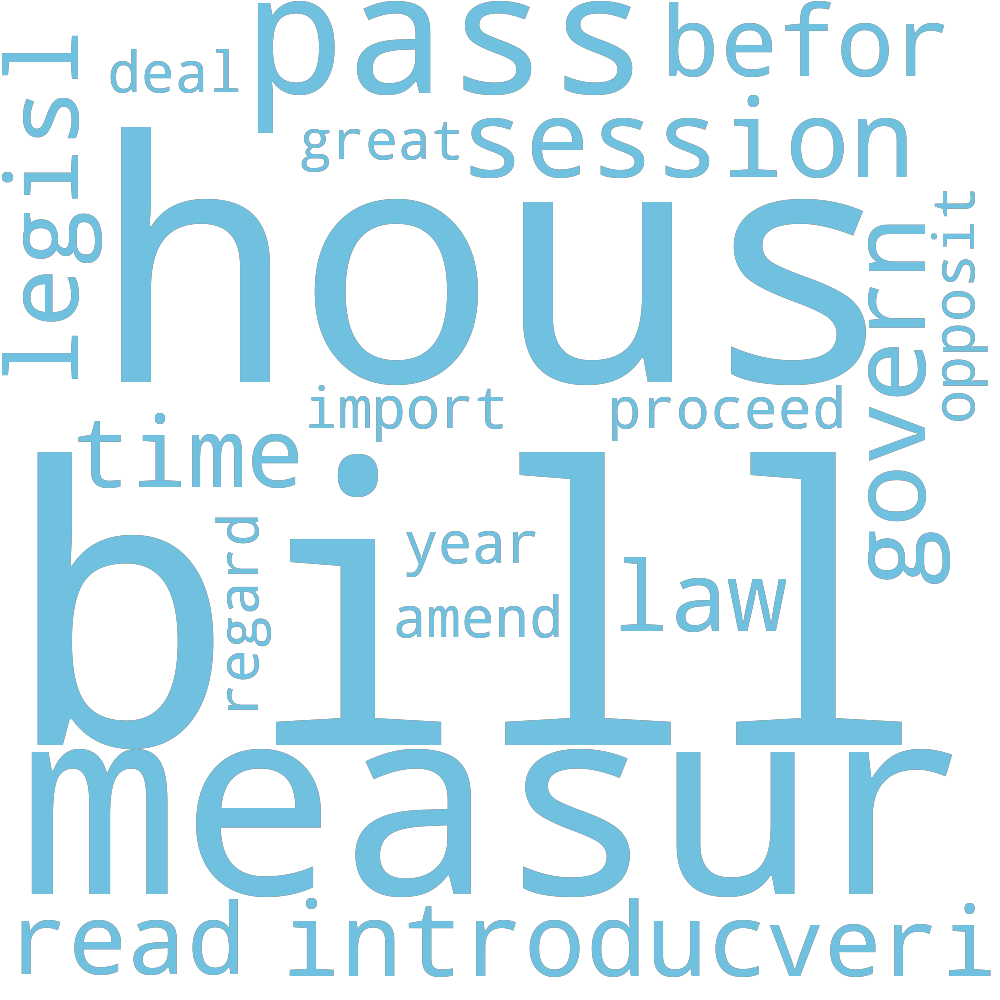 pass
befor
deal
legisl
great
session
hous
opposit
govern
import
proceed
time
bill
year
regard
law
amend
measur
read
introduc
veri